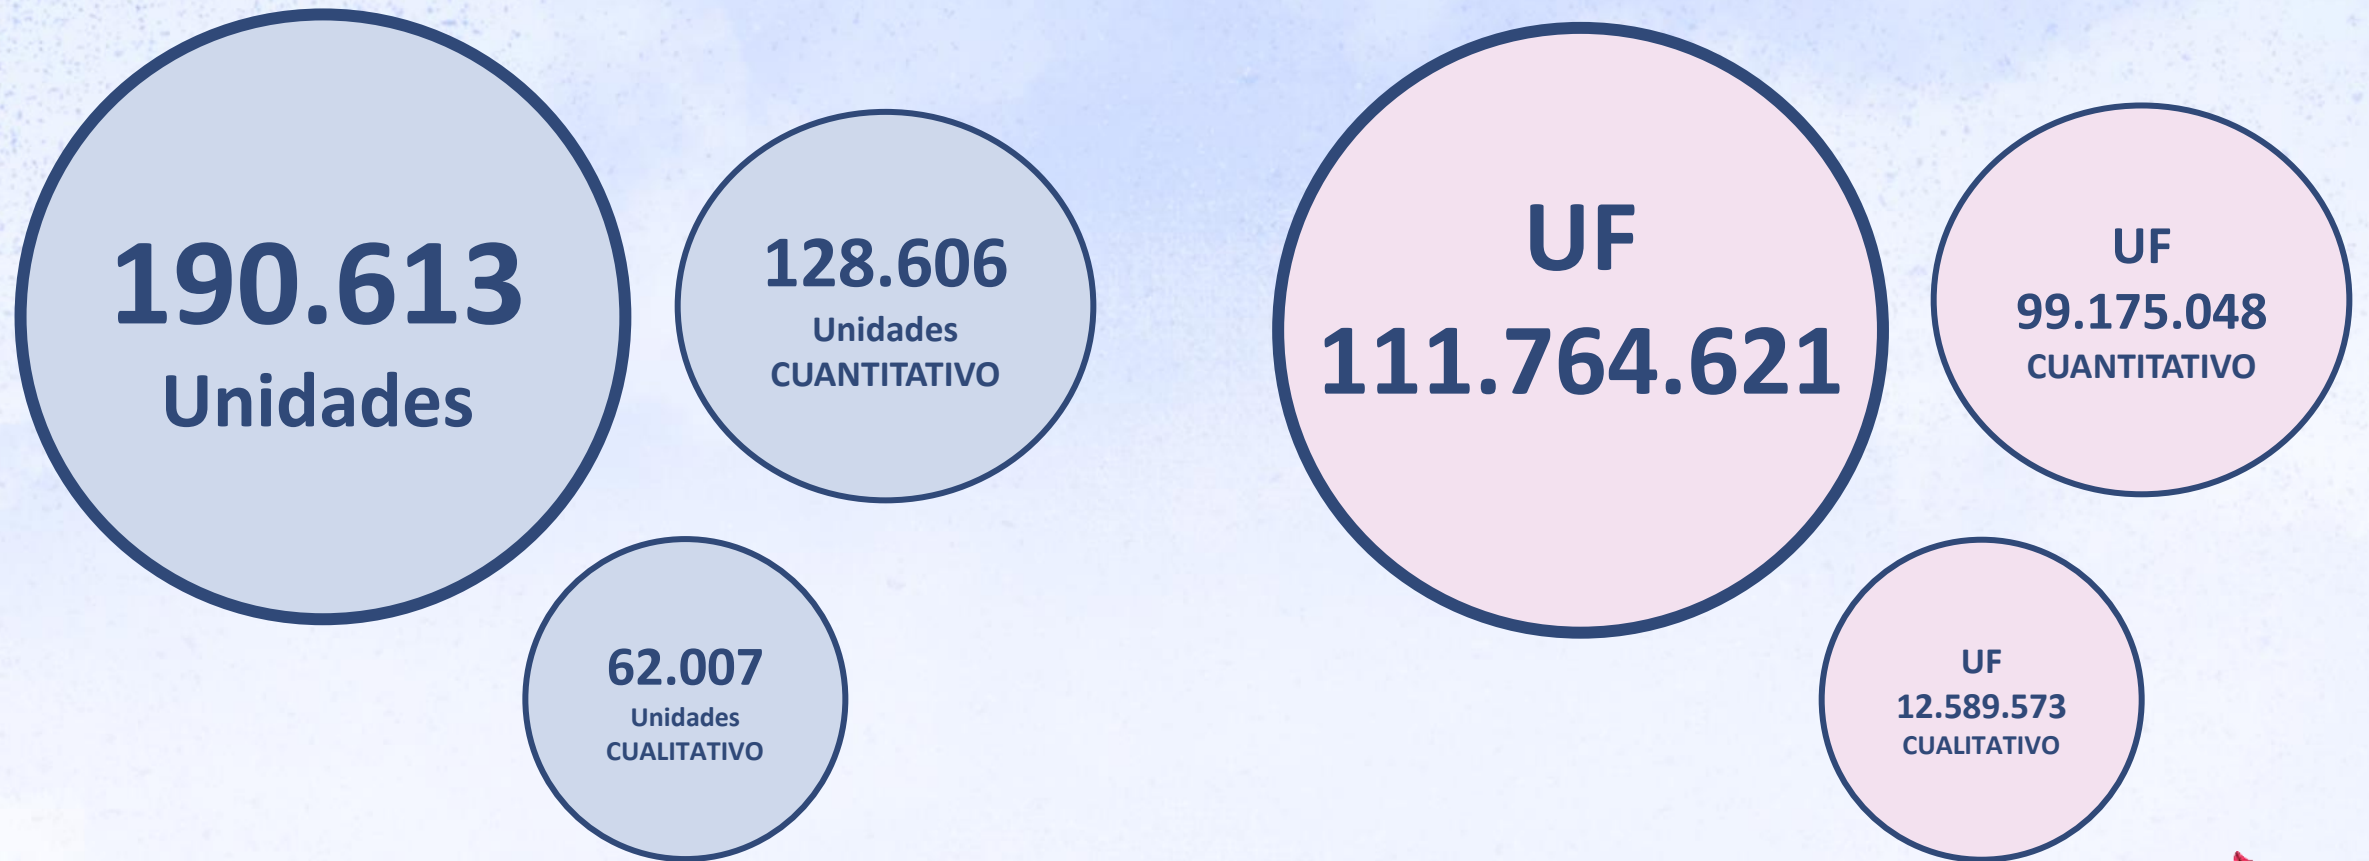 190.613
Unidades
128.606
Unidades
CUANTITATIVO
62.007
Unidades
CUALITATIVO
UF
111.764.621
UF
99.175.048
CUANTITATIVO
UF
12.589.573
CUALITATIVO